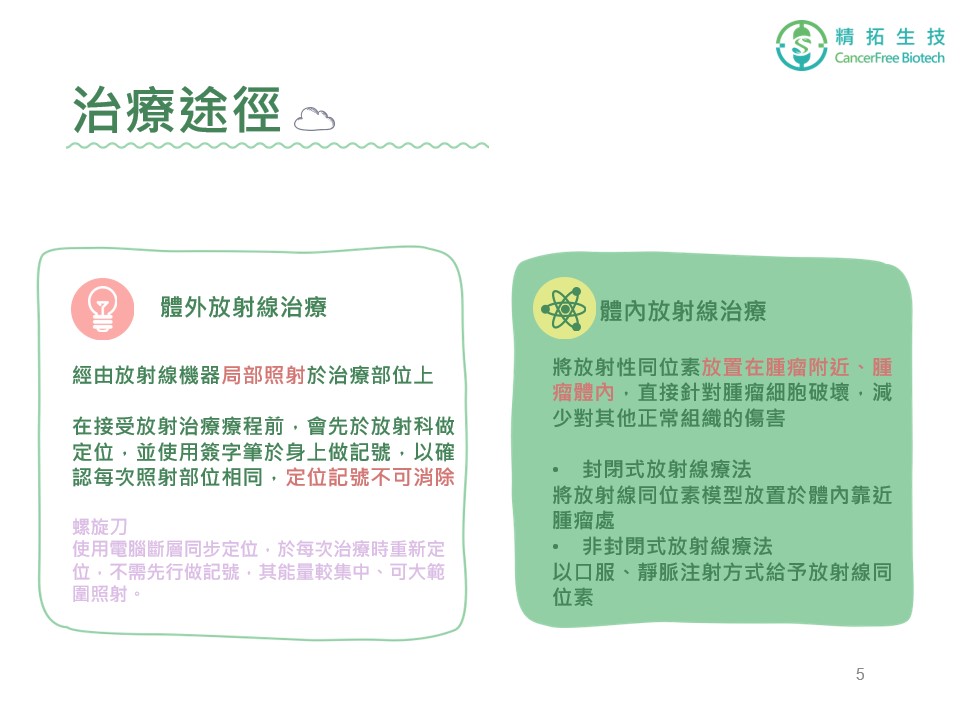 精拓生技
CancerFree Biotech
治療途徑
體外放射線治療
經由放射線機器局部照射於治療部位上
在接受放射治療療程前，會先於放射科做
定位，並使用簽字筆於身上做記號，以確
認每次照射部位相同，定位記號不可消除
螺旋刀
使用電腦斷層同步定位，於每次治療時重新定
位，不需先行做記號，其能量較集中、可大範
圍照射。
體內放射線治療
將放射性同位素放置在腫瘤附近、腫
瘤體內，直接針對腫瘤細胞破壞，減
少對其他正常組織的傷害
• 封閉式放射線療法
將放射線同位素模型放置於體內靠近
腫瘤處
• 非封閉式放射線療法
以口服、靜脈注射方式給予放射線同
位素
5